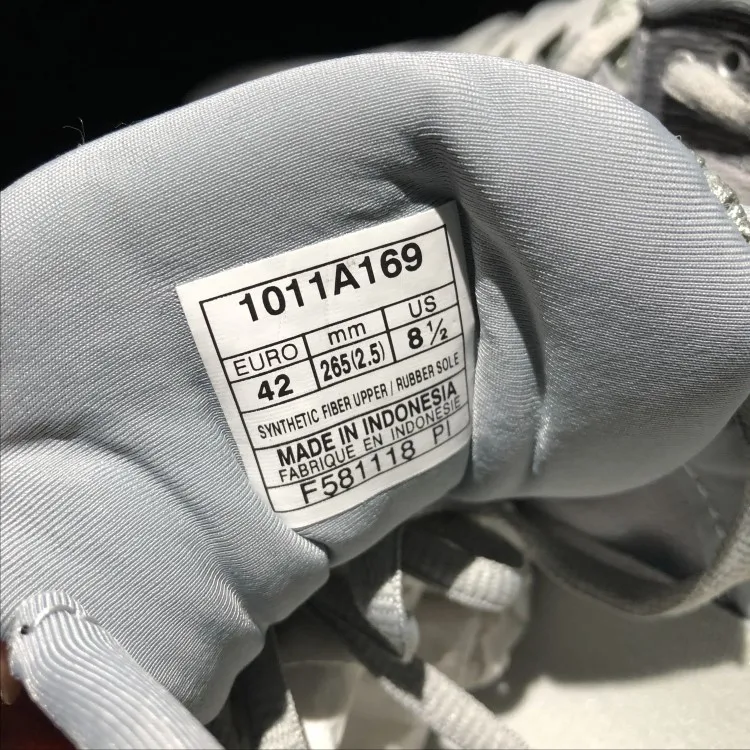 1011A169
EURO mm US
42 265(2.5) 8 ½
SYNTHETIC FIBER UPPER / RUBBER SOLE
MADE IN INDONESIA
FABRIQUE EN INDONESIE
F581118 PI